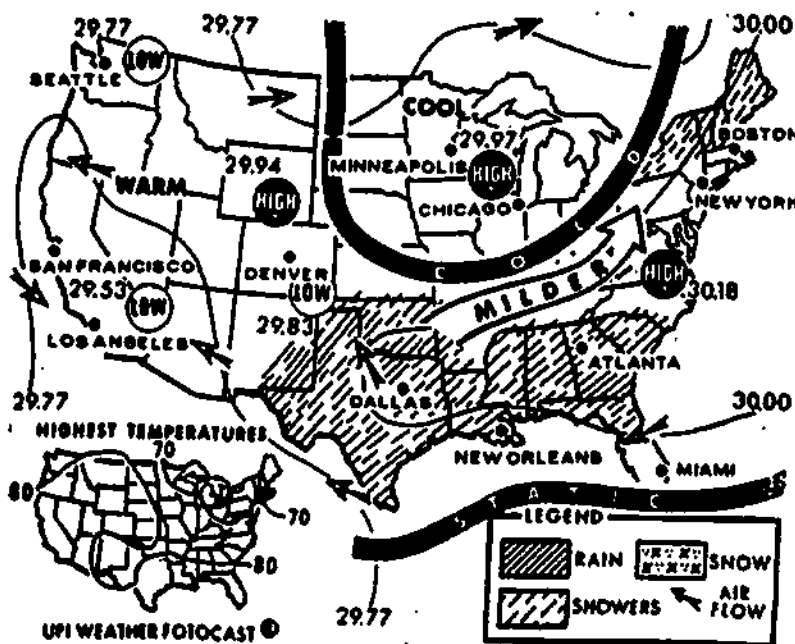 29.77 29.77 30.00
LOW
SEATTLE
COOL
BOSTON
29.97
29.94 MINNEAPOLIS
HIGH
WARM
HIGH
CHICAGO
NEW YORK
COLD
SAN FRANCISCO
DENVER
MILDER
HIGH
29.53
LOW
LOW
30.18
29.83
LOS ANGELES
ATLANTA
DALLAS
29.77
30.00
HIGHEST TEMPERATURES
NEW ORLEANS
MIAMI
70
80
70
80
STATIC
LEGEND
RAIN SNOW
SHOWERS AIR FLOW
29.77
UPI WEATHER FOTOCAST ©